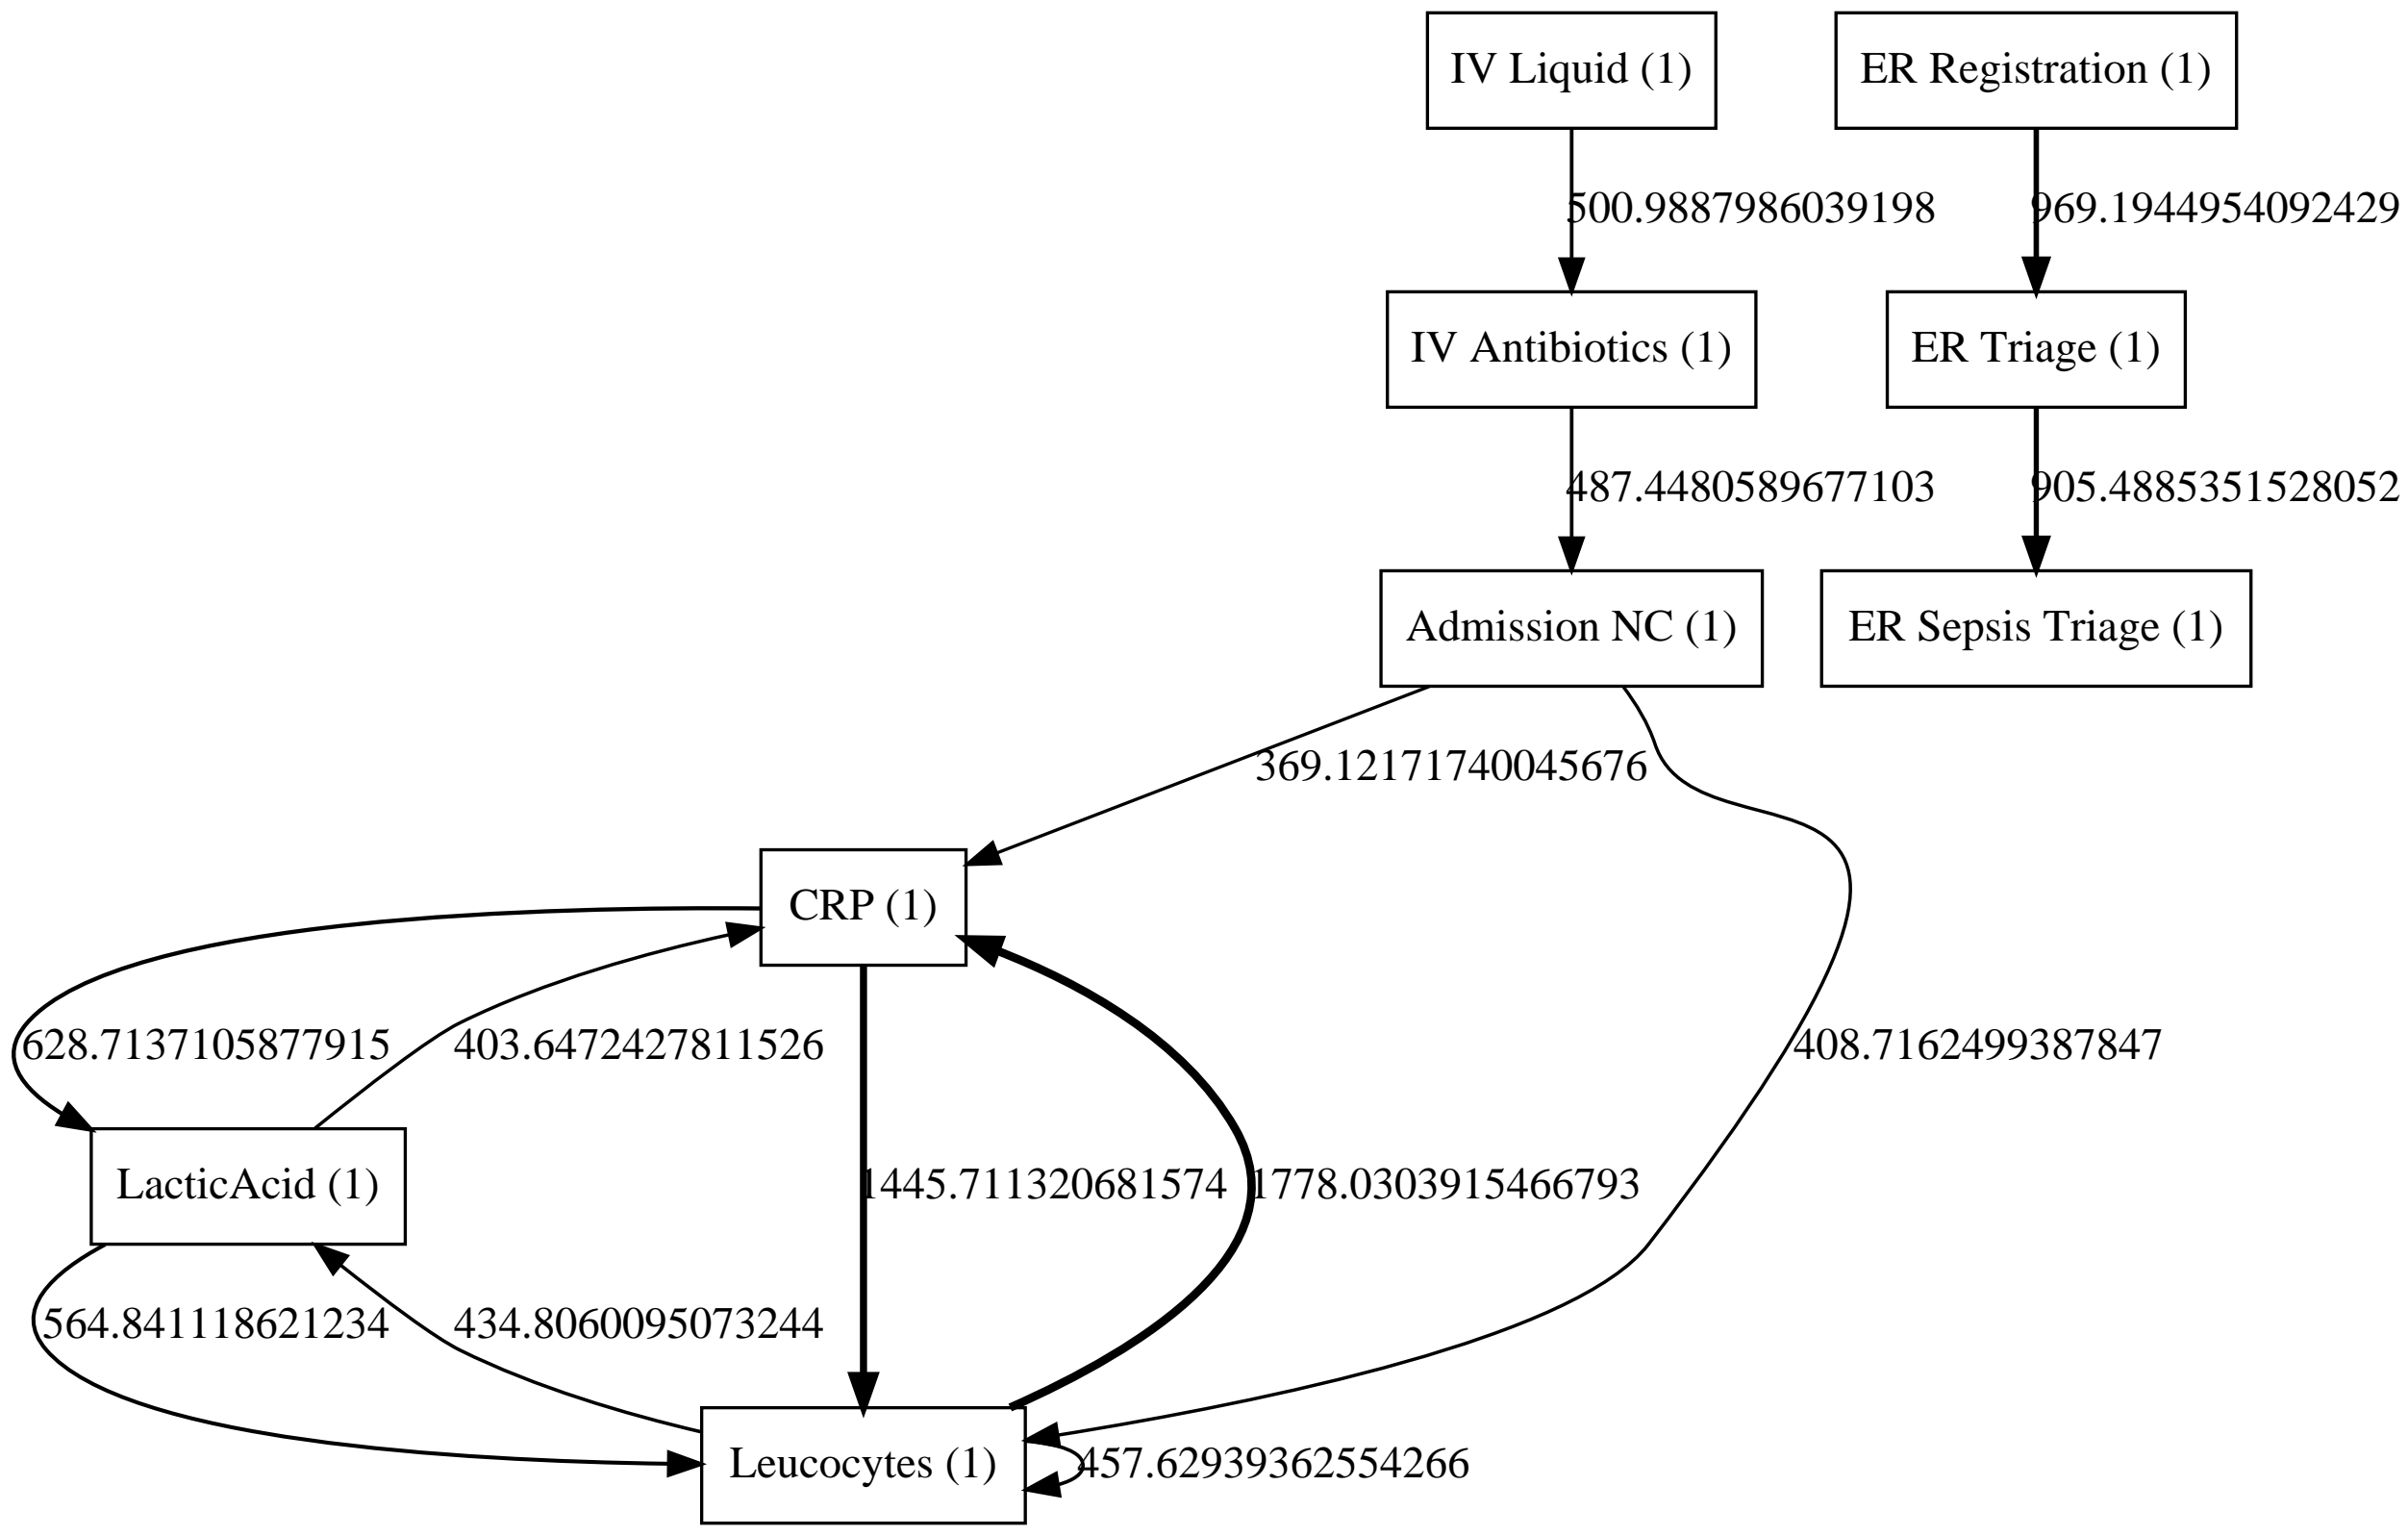 IV Liquid (1)
ER Registration (1)
500.9887986039198
969.1944954092429
IV Antibiotics (1)
ER Triage (1)
487.4480589677103
905.4885351528052
Admission NC (1)
ER Sepsis Triage (1)
369.12171740045676
CRP (1)
628.7137105877915
403.6472427811526
408.7162499387847
LacticAcid (1)
1445.711320681574
1778.0303915466793
564.841118621234
434.8060095073244
Leucocytes (1)
457.62939362554266